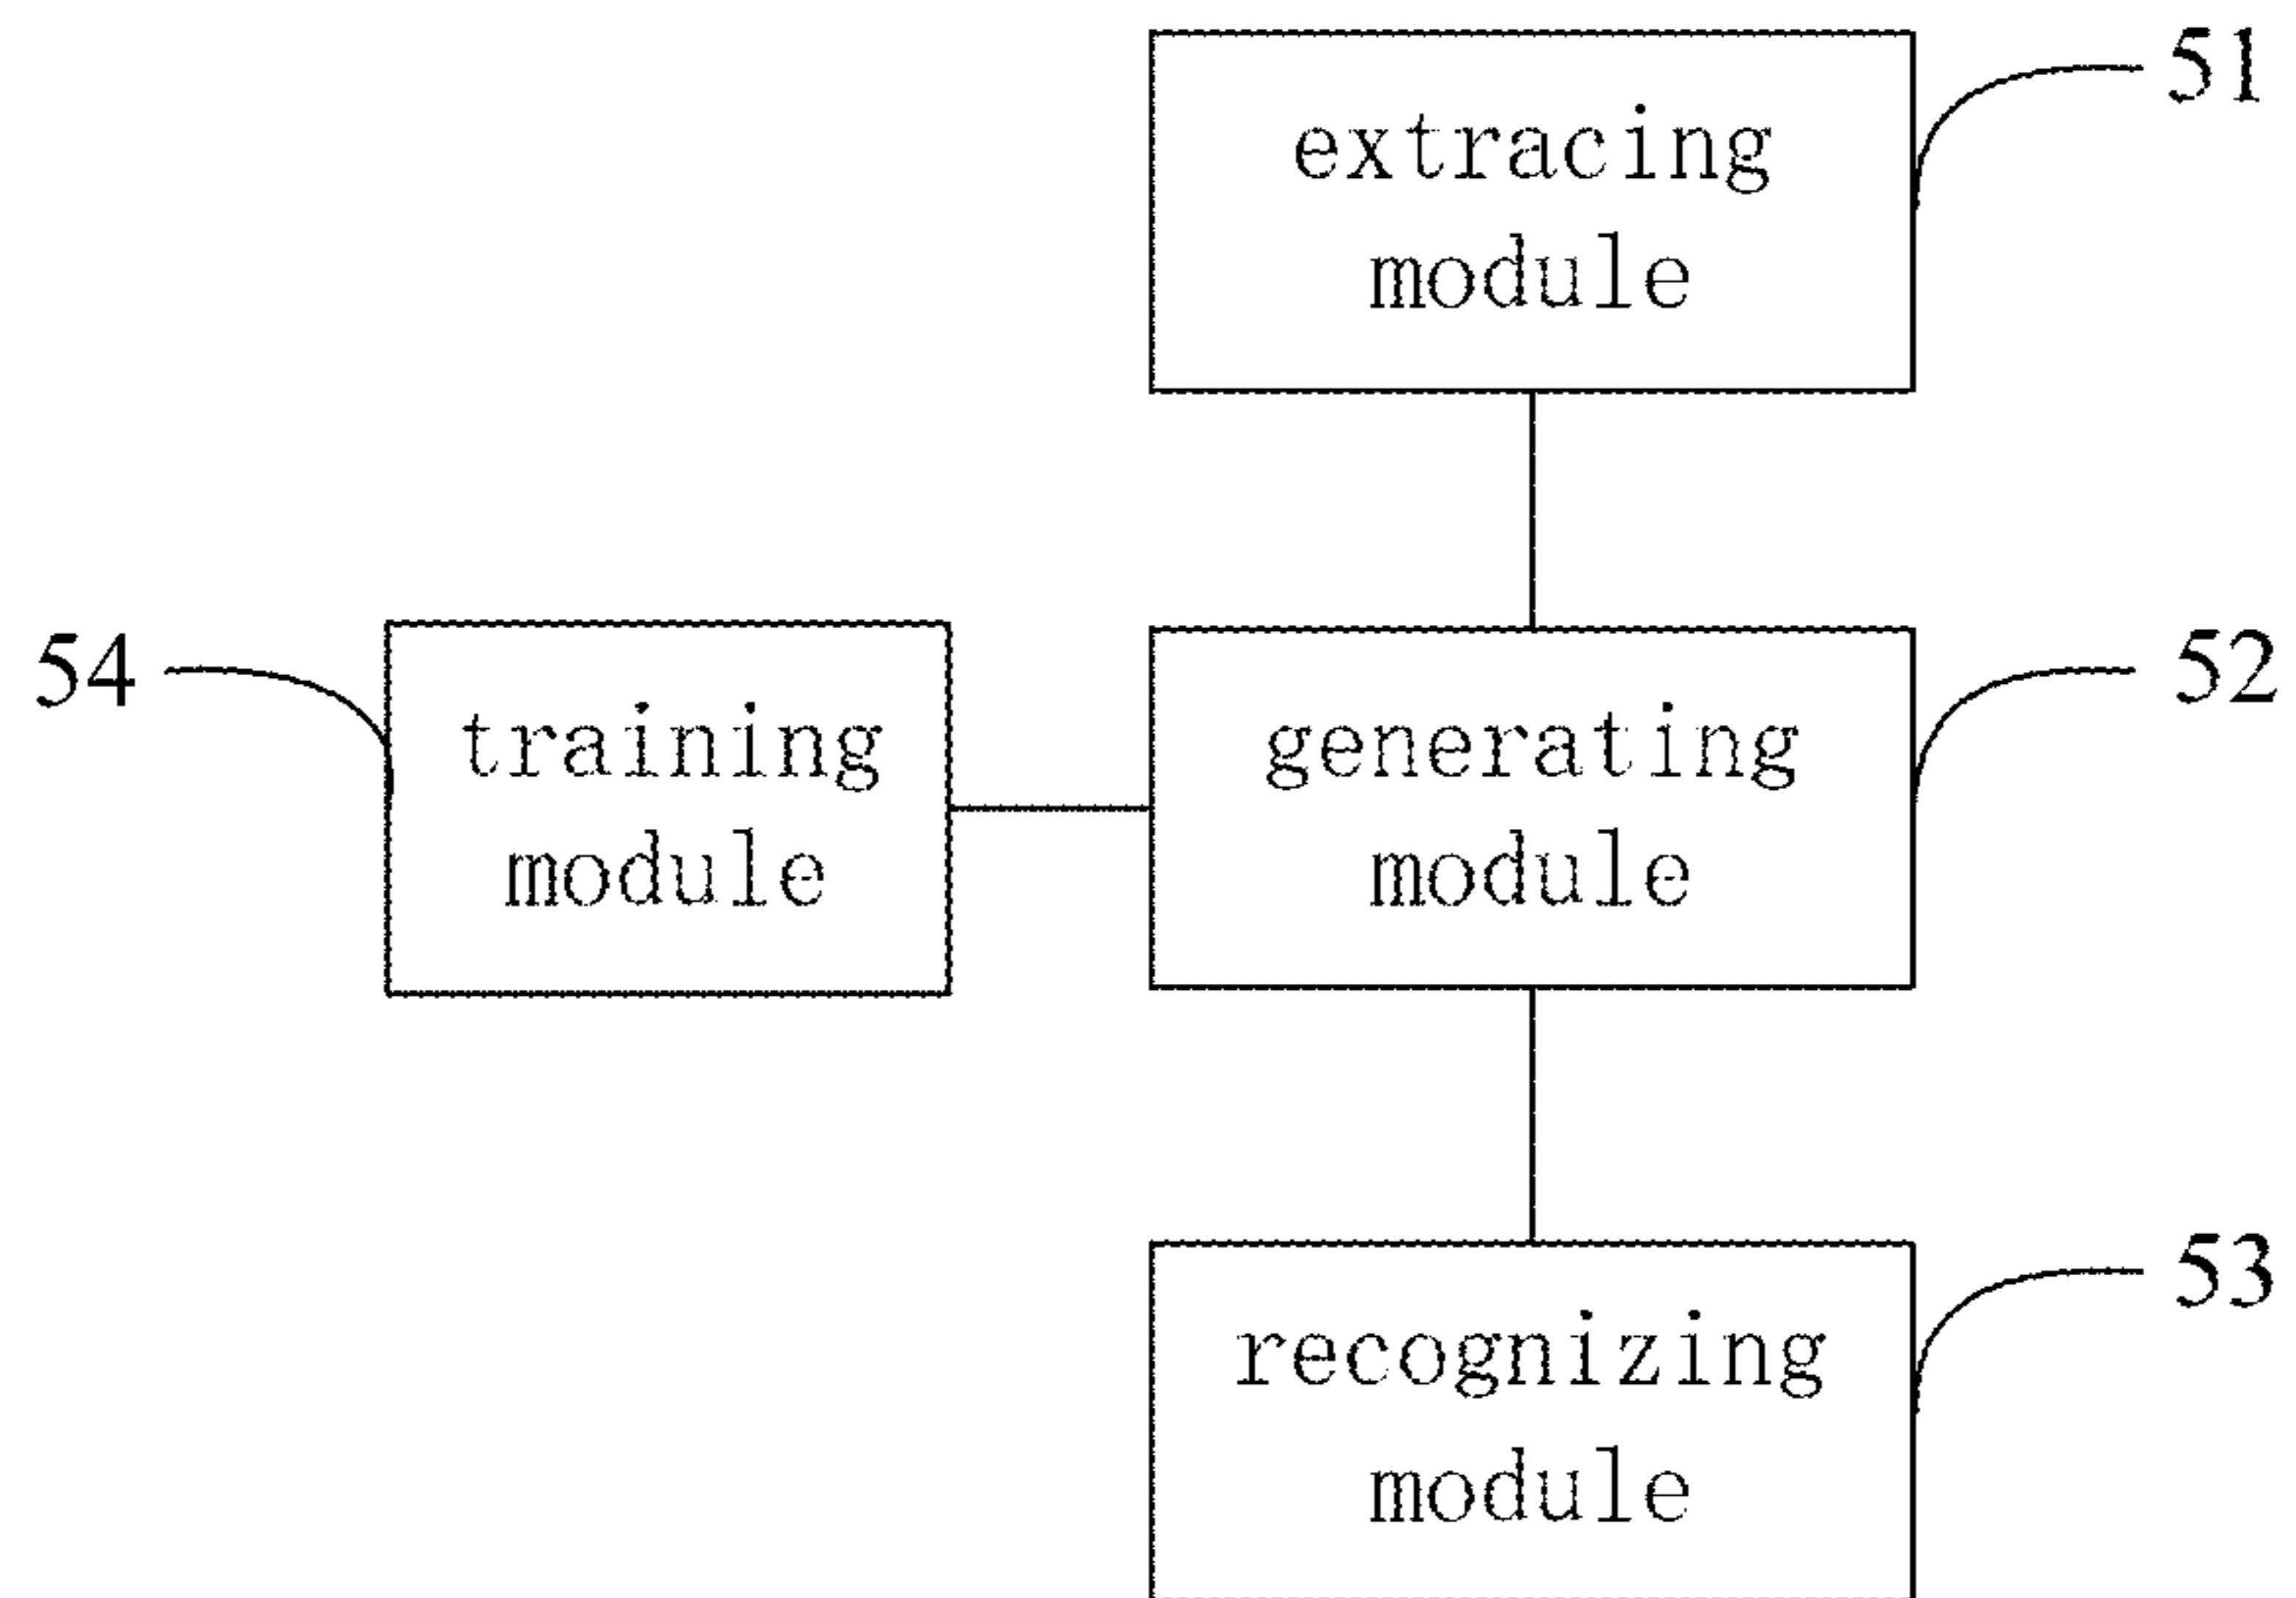 extracing
module
51
54
training
module
generating
module
52
recognizing
module
53